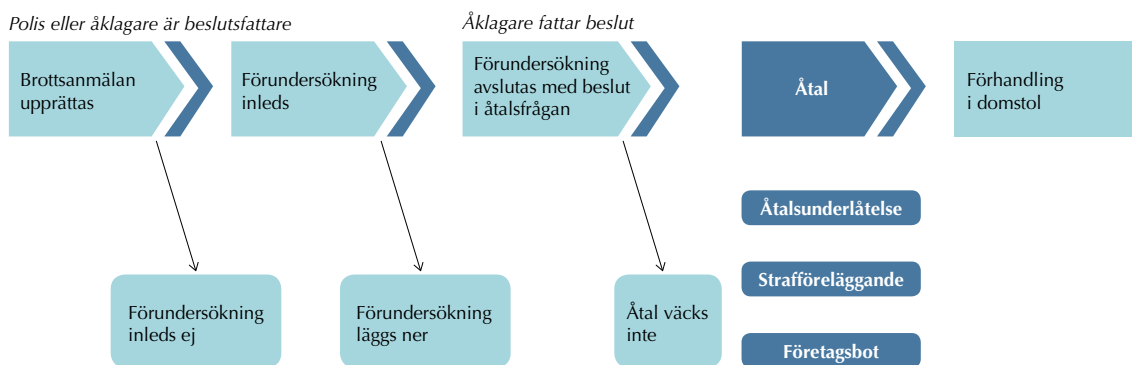 Polis eller åklagare är beslutsfattare
Åklagare fattar beslut
Brottsanmälan
upprättas
Förundersökning
inleds
Förundersökning
avslutas med beslut
i åtalsfrågan
Åtal
Förhandling
i domstol
Åtalsunderlåtelse
Strafföreläggande
Företagsbot
Förundersökning
inleds ej
Förundersökning
läggs ner
Åtal väcks
inte